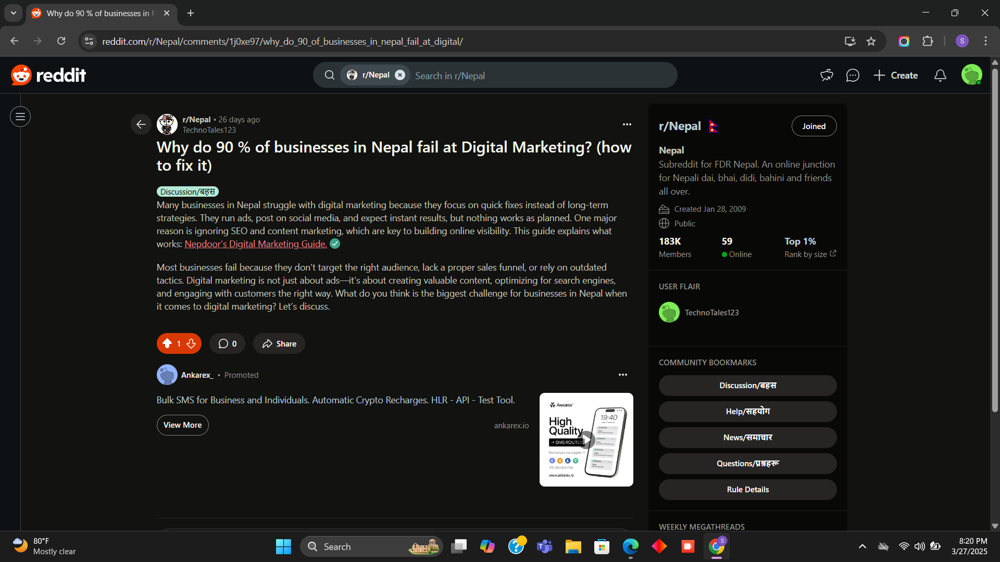 Why do 90 % of businesses in N
reddit.com/r/Nepal/comments/1j0xe97/why_do_90_of_businesses_in_nepal_fail_at_digital/
S
reddit
r/Nepal
Search in r/Nepal
Create
r/Nepal • 26 days ago
TechnoTales123
Why do 90 % of businesses in Nepal fail at Digital Marketing? (how
to fix it)
Discussion/बहस
Many businesses in Nepal struggle with digital marketing because they focus on quick fixes instead of long-term
strategies. They run ads, post on social media, and expect instant results, but nothing works as planned. One major
reason is ignoring SEO and content marketing, which are key to building online visibility. This guide explains what
works: Nepdoor’s Digital Marketing Guide. ✅
Most businesses fail because they don’t target the right audience, lack a proper sales funnel, or rely on outdated
tactics. Digital marketing is not just about ads—it’s about creating valuable content, optimizing for search engines,
and engaging with customers the right way. What do you think is the biggest challenge for businesses in Nepal when
it comes to digital marketing? Let’s discuss.
1
0
Share
Ankarex_ • Promoted
Bulk SMS for Business and Individuals. Automatic Crypto Recharges. HLR - API - Test Tool.
View More
ankarex.io
ANKAREX
High
Quality
→ SMS ROUTES
Recharges via crypto →
4% Service Fee
www.ankarex.io
19:40
r/Nepal
Joined
Nepal
Subreddit for FDR Nepal. An online junction
for Nepali dai, bhai, didi, bahini and friends
all over.
Created Jan 28, 2009
Public
183K
Members
59
Online
Top 1%
Rank by size
USER FLAIR
TechnoTales123
COMMUNITY BOOKMARKS
Discussion/बहस
Help/सहयोग
News/समाचार
Questions/प्रश्नहरू
Rule Details
WEEKLY MEGATHREADS
80°F
Mostly clear
Search
S
8:20 PM
3/27/2025